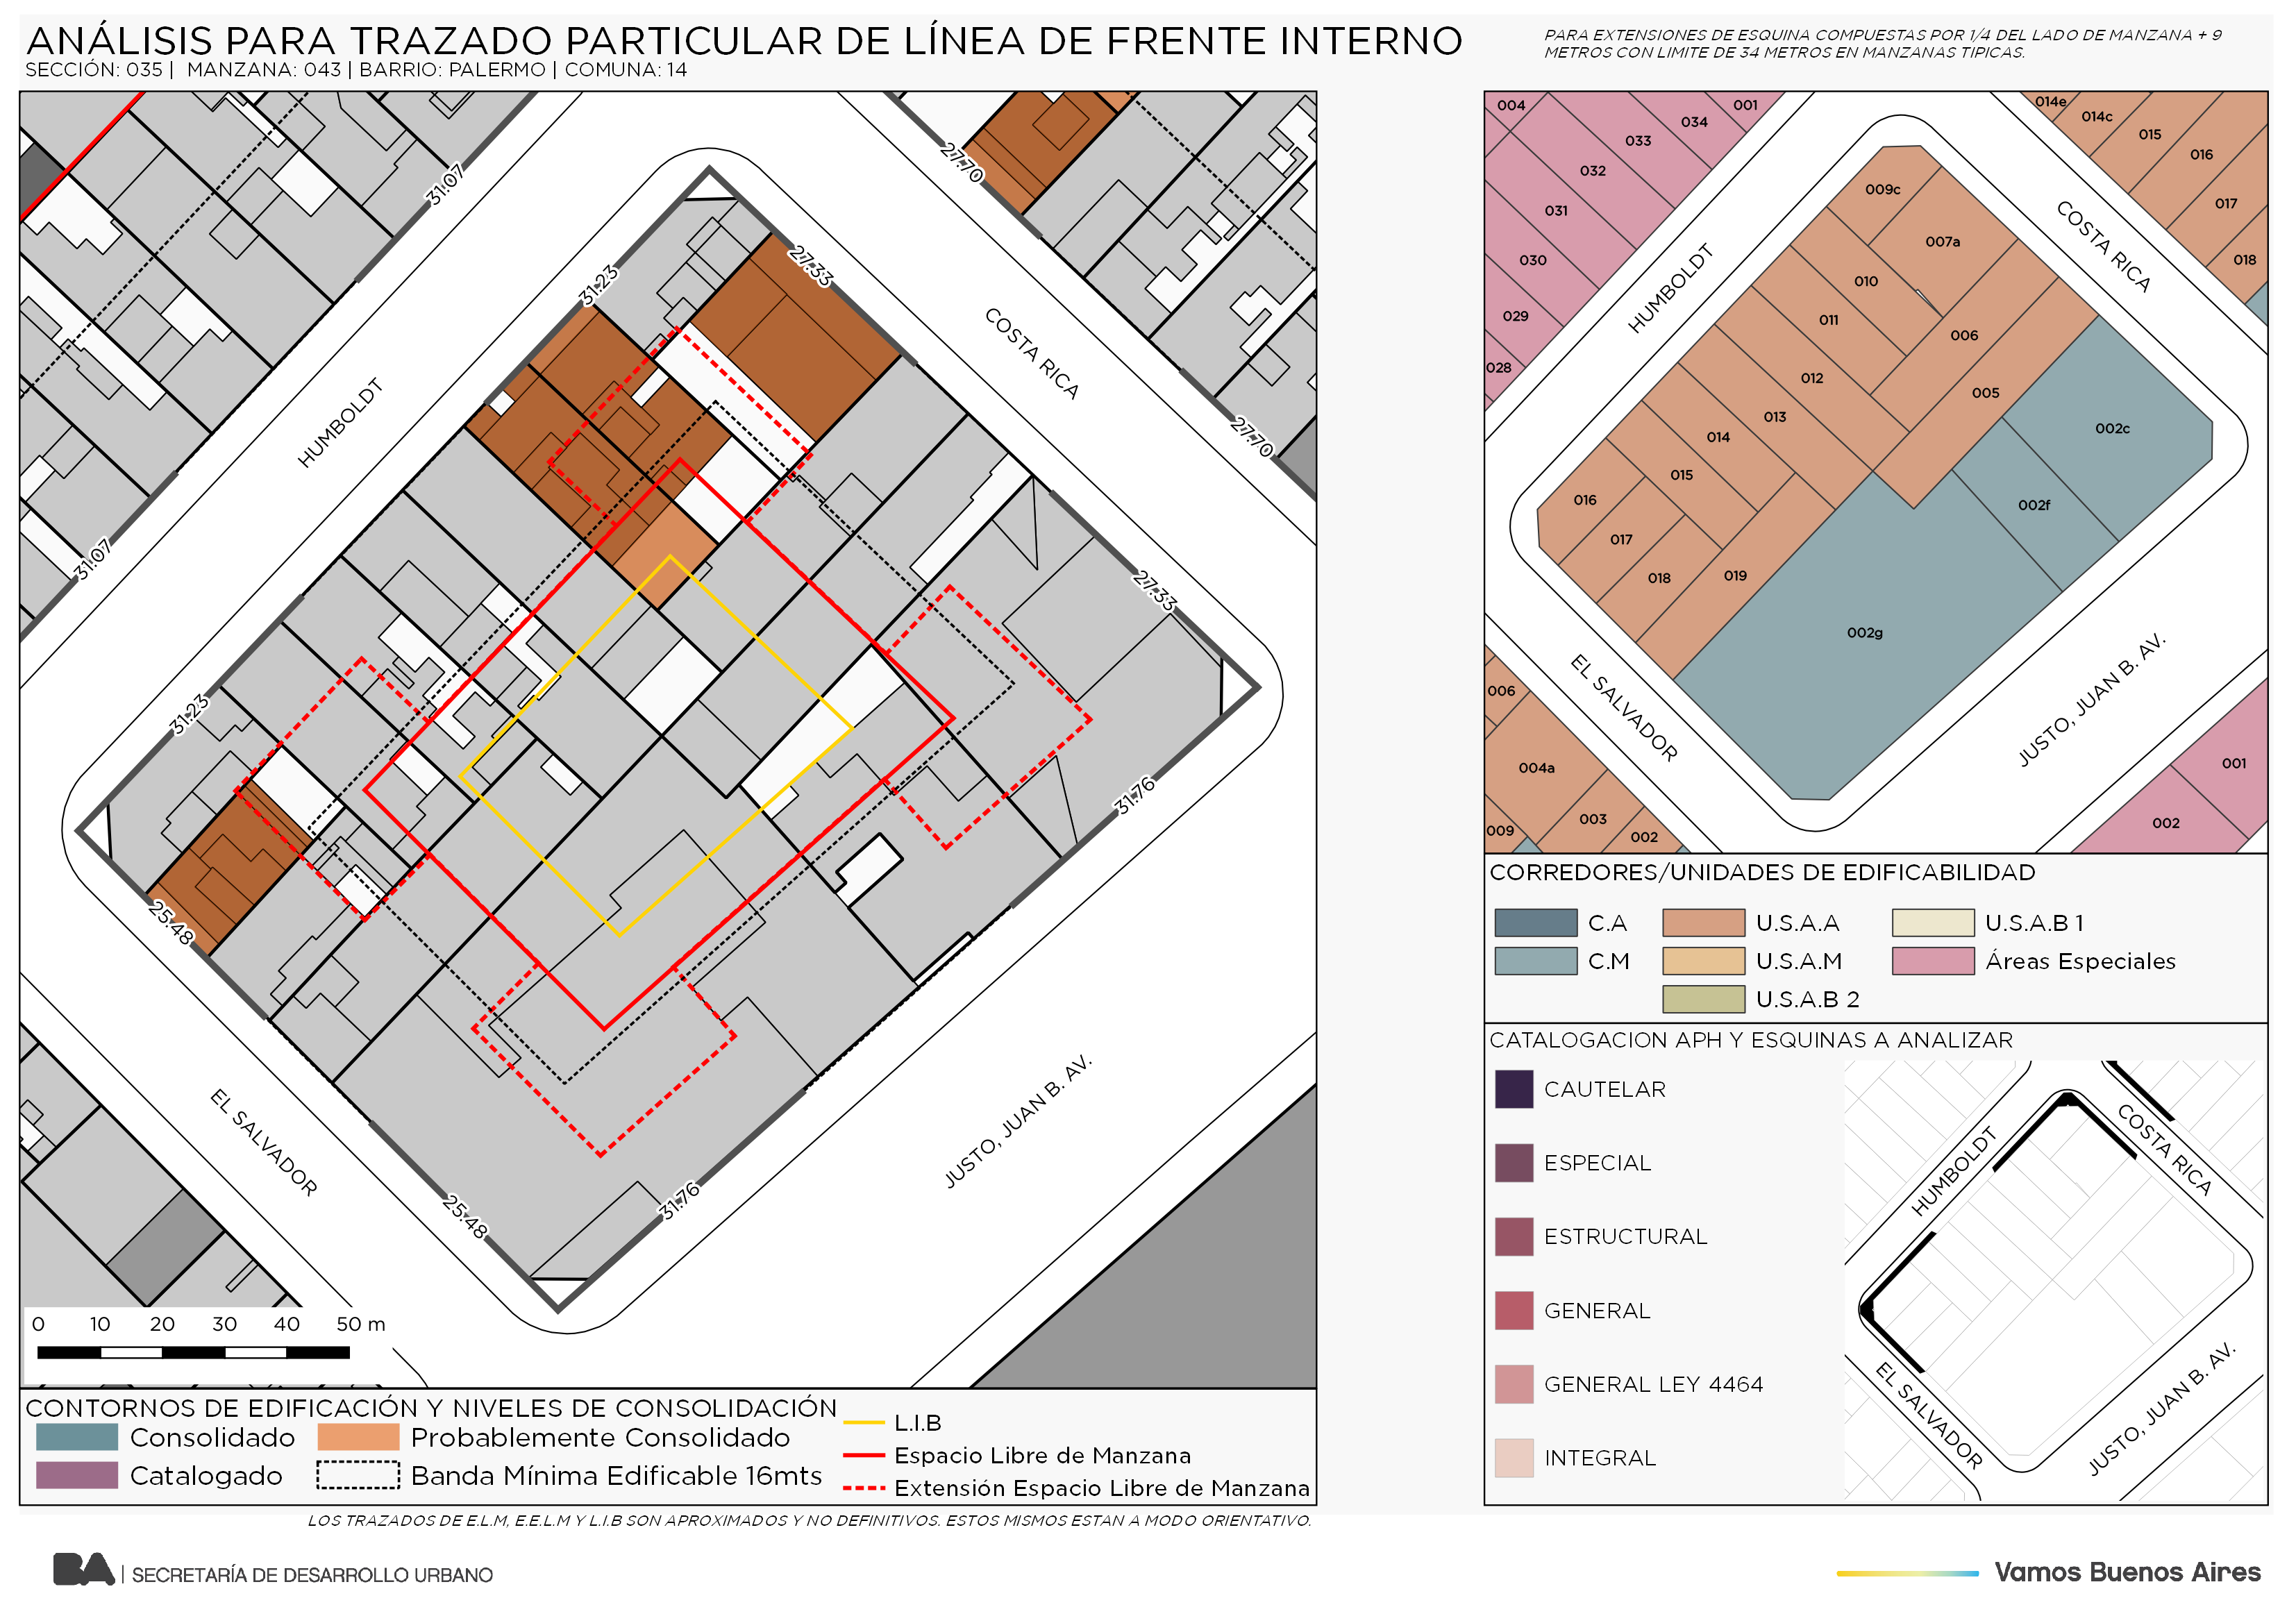 ANÁLISIS PARA TRAZADO PARTICULAR DE LÍNEA DE FRENTE INTERNO
SECCIÓN: 035 | MANZANA: 043 | BARRIO: PALERMO | COMUNA: 14
PARA EXTENSIONES DE ESQUINA COMPUESTAS POR 1/4 DEL LADO DE MANZANA + 9
METROS CON LIMITE DE 34 METROS EN MANZANAS TIPICAS.
31.07
27.70
31.23
27.33
COSTA RICA
HUMBOLDT
27.70
31.07
27.33
31.23
31.76
25.48
EL SALVADOR
JUSTO, JUAN B. AV.
25.48
31.76
0 10 20 30 40 50 m
CONTORNOS DE EDIFICACIÓN Y NIVELES DE CONSOLIDACIÓN
Consolidado
Probablemente Consolidado
Catalogado
Banda Mínima Edificable 16mts
L.I.B
Espacio Libre de Manzana
Extensión Espacio Libre de Manzana
LOS TRAZADOS DE E.L.M, E.E.L.M Y L.I.B SON APROXIMADOS Y NO DEFINITIVOS. ESTOS MISMOS ESTAN A MODO ORIENTATIVO.
004
001
034
033
032
031
030
029
028
014e
014c
015
016
017
018
009c
007a
010
011
006
012
005
013
014
002c
015
016
002f
017
018
019
002g
HUMBOLDT
COSTA RICA
EL SALVADOR
JUSTO, JUAN B. AV.
006
004a
009
003
002
001
002
CORREDORES/UNIDADES DE EDIFICABILIDAD
C.A
U.S.A.A
U.S.A.B 1
C.M
U.S.A.M
Áreas Especiales
U.S.A.B 2
CATALOGACION APH Y ESQUINAS A ANALIZAR
CAUTELAR
ESPECIAL
ESTRUCTURAL
GENERAL
GENERAL LEY 4464
INTEGRAL
HUMBOLDT
COSTA RICA
EL SALVADOR
JUSTO, JUAN B. AV.
BA | SECRETARÍA DE DESARROLLO URBANO
Vamos Buenos Aires